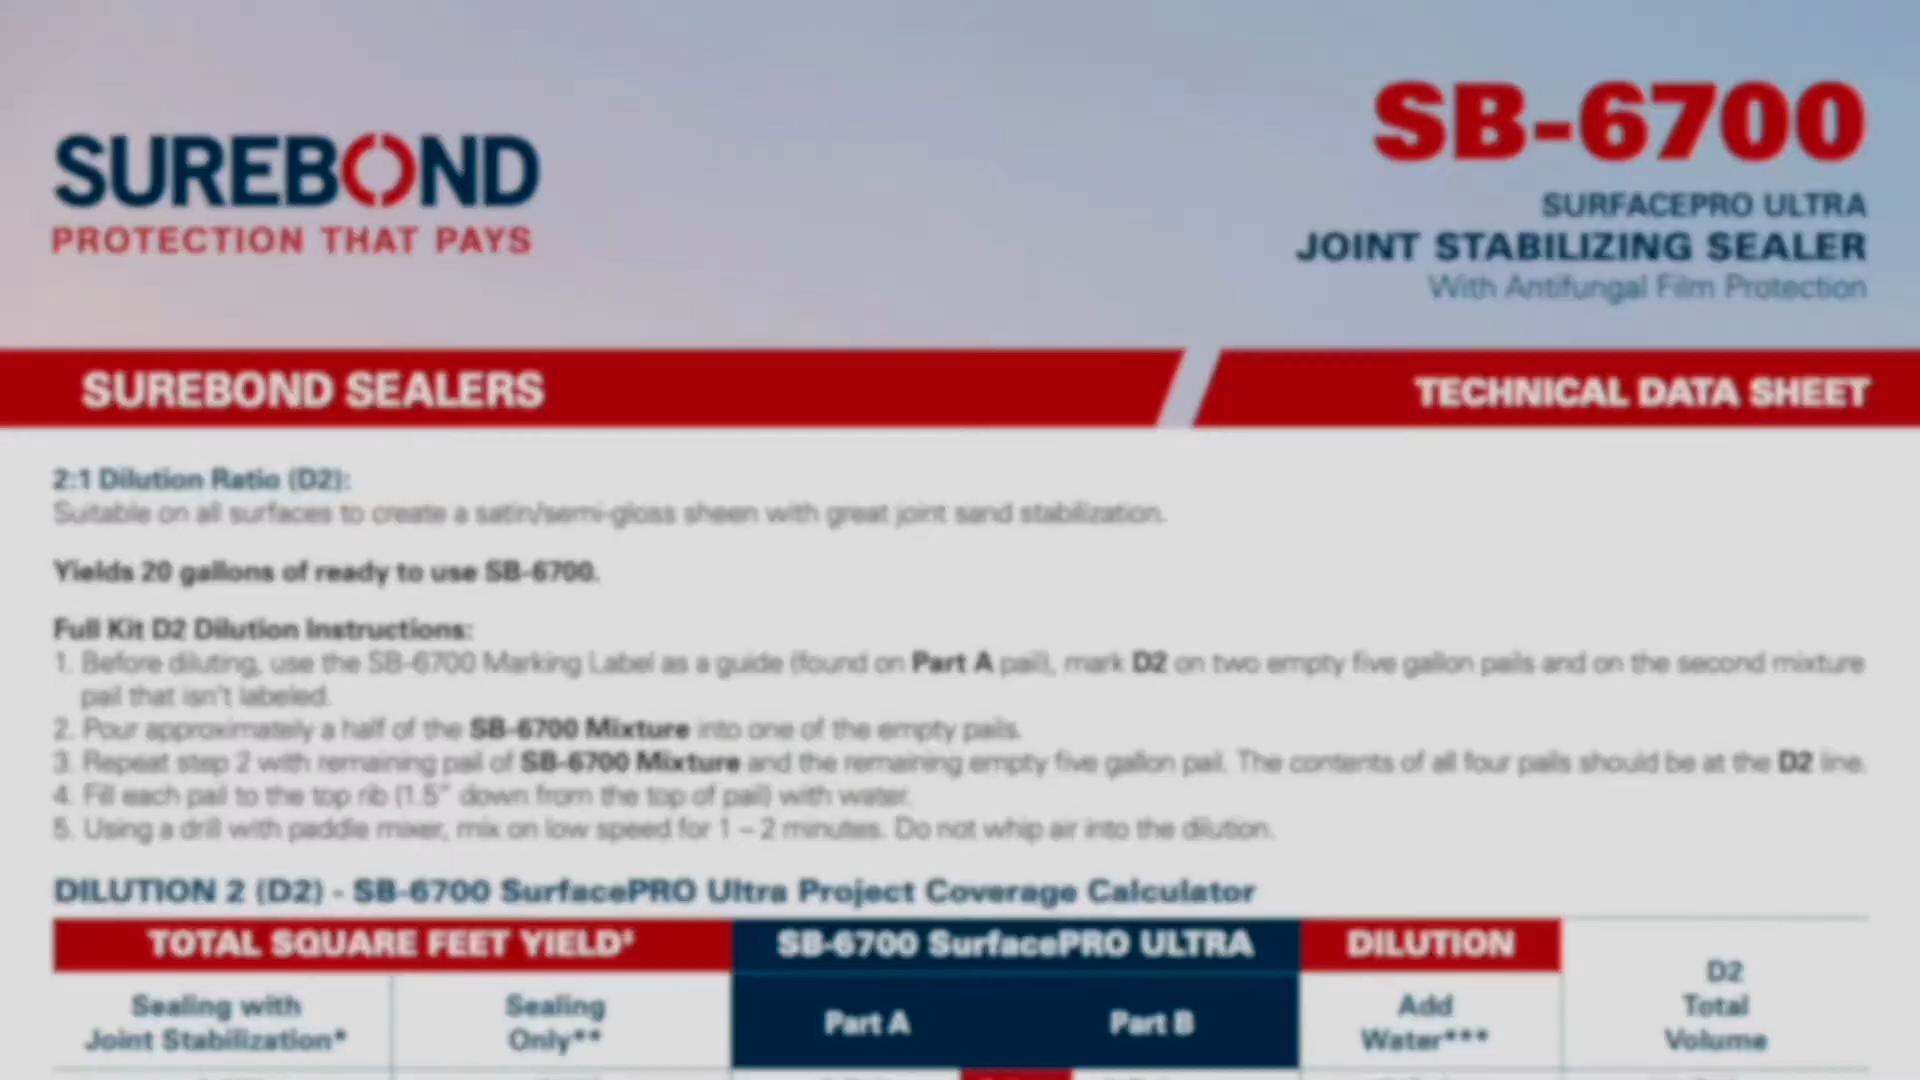 SUREBOND
PROTECTION THAT PAYS
SB-6700
SURFACEPRO ULTRA
JOINT STABILIZING SEALER
With Antifungal Film Protection
SUREBOND SEALERS
TECHNICAL DATA SHEET
2:1 Dilution Ratio (D2):
Suitable on all surfaces to create a satin/semi-gloss sheen with great joint sand stabilization.
Yields 20 gallons of ready to use SB-6700.
Full Kit D2 Dilution Instructions:
1. Before diluting, use the SB-6700 Marking Label as a guide (found on Part A pail), mark D2 on two empty five gallon pails and on the second mixture
pail that isn't labeled.
2. Pour approximately a half of the SB-6700 Mixture into one of the empty pails.
3. Repeat step 2 with remaining pail of SB-6700 Mixture and the remaining empty five gallon pail. The contents of all four pails should be at the D2 line.
4. Fill each pail to the top rib (1.5" down from the top of pail) with water.
5. Using a drill with paddle mixer, mix on low speed for 1 – 2 minutes. Do not whip air into the dilution.
DILUTION 2 (D2) - SB-6700 SurfacePRO Ultra Project Coverage Calculator
TOTAL SQUARE FEET YIELD‡
SB-6700 SurfacePRO ULTRA
DILUTION
D2
Total
Volume
Sealing with
Joint Stabilization*
Sealing
Only**
Part A
Part B
Add
Water***